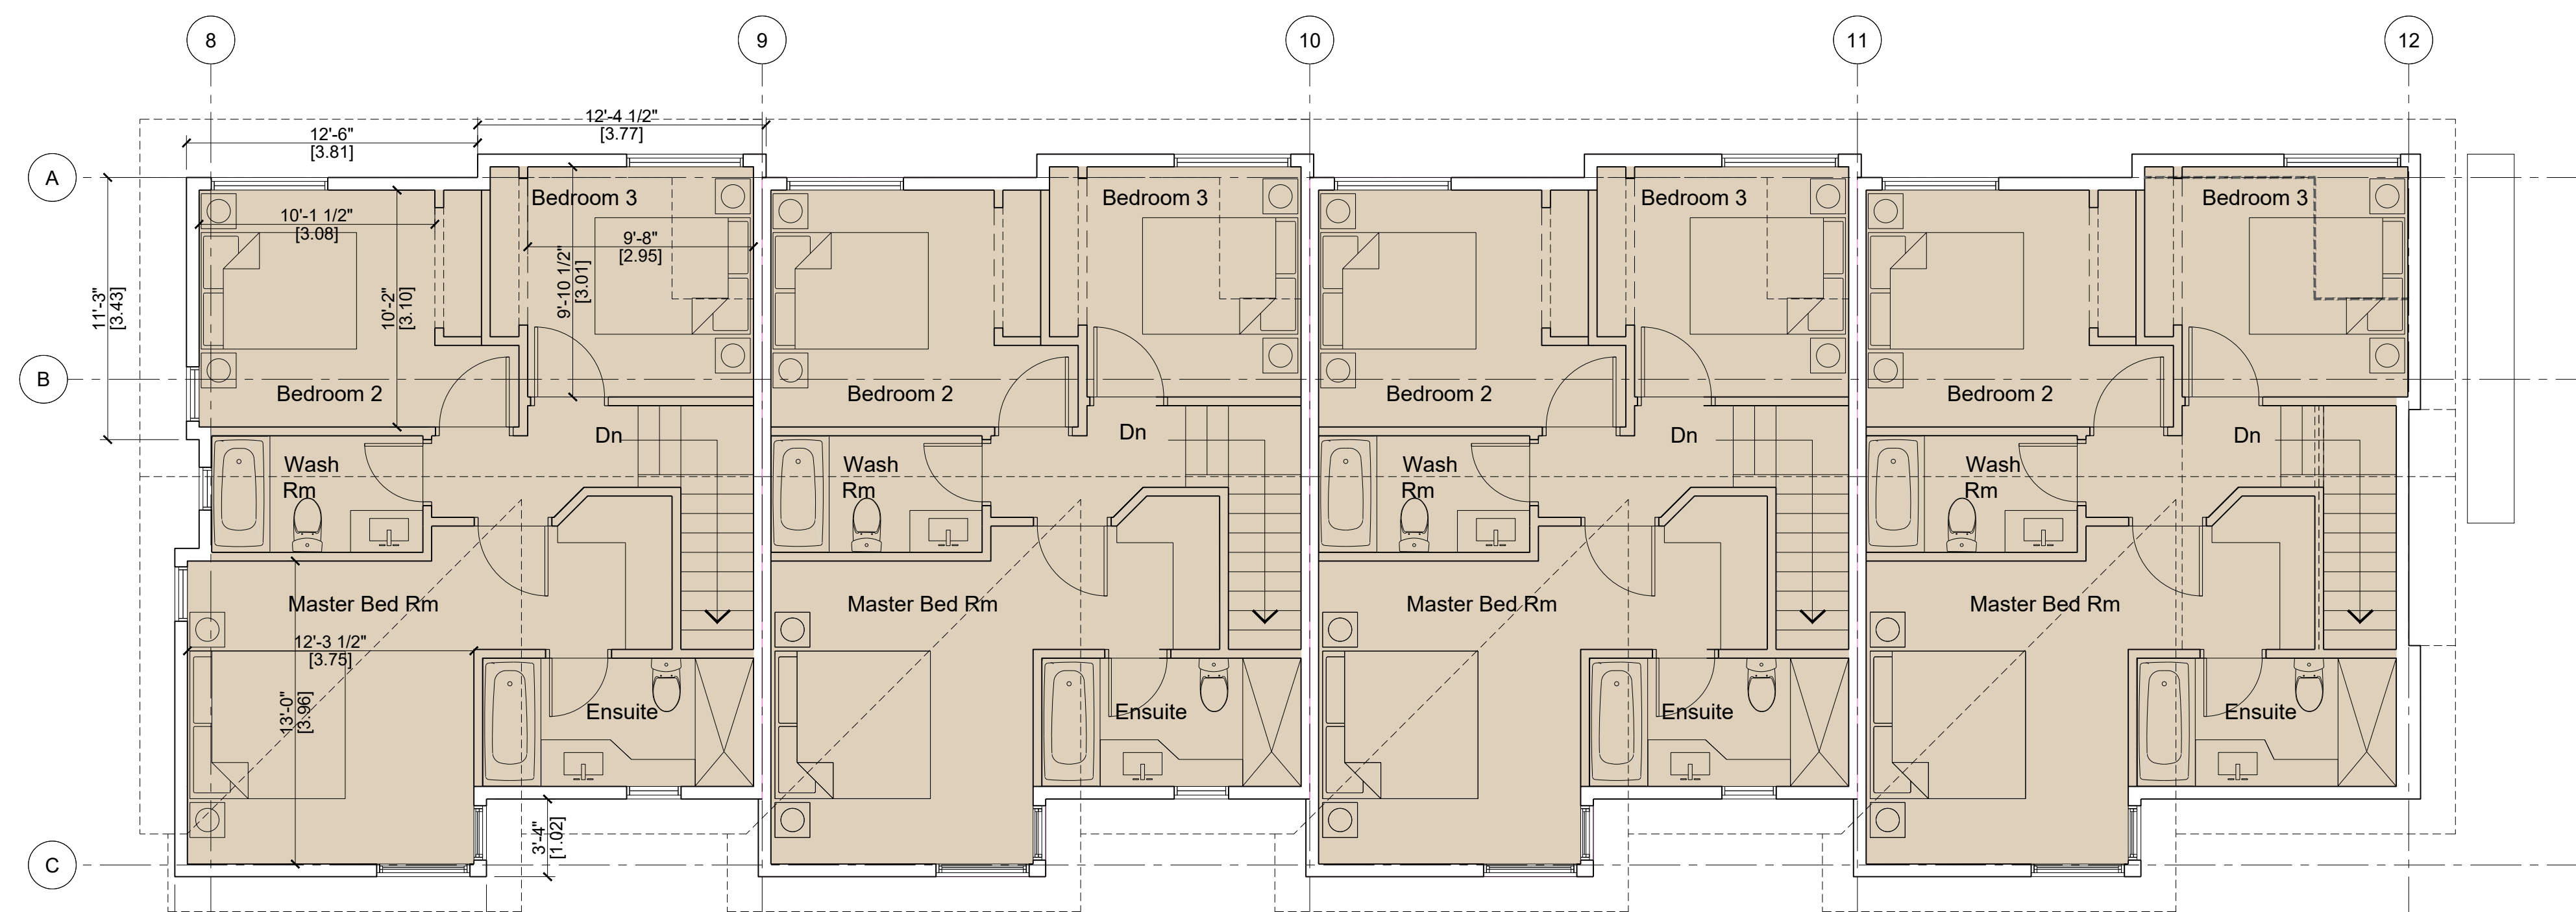 8
9
10
11
12
12'-4 1/2"
[3.77]
12'-6"
[3.81]
A
Bedroom 3
Bedroom 3
Bedroom 3
Bedroom 3
10'-1 1/2"
[3.08]
9'-8"
[2.95]
11'-3"
[3.43]
10'-2"
[3.10]
9'-10 1/2"
[3.01]
B
Bedroom 2
Bedroom 2
Bedroom 2
Bedroom 2
Dn
Dn
Dn
Dn
Wash
Rm
Wash
Rm
Wash
Rm
Wash
Rm
Master Bed Rm
Master Bed Rm
Master Bed Rm
Master Bed Rm
12'-3 1/2"
[3.75]
13'-0"
[3.96]
Ensuite
Ensuite
Ensuite
Ensuite
3'-4"
[1.02]
C